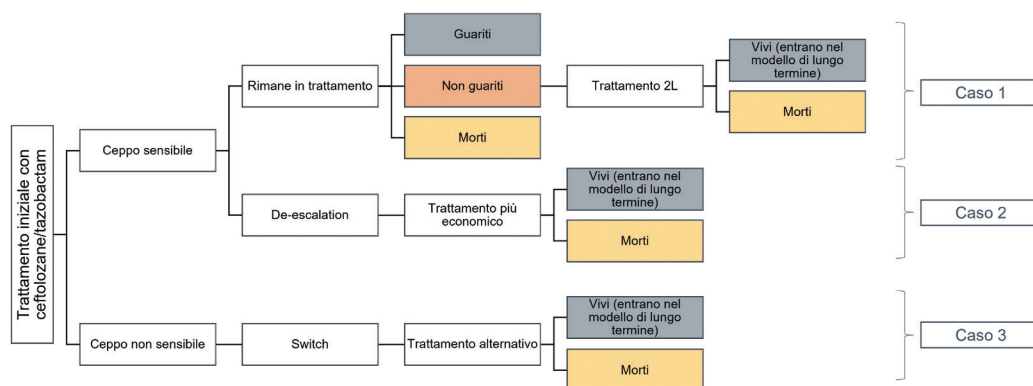 Trattamento iniziale con
ceftolozane/tazobactam
Ceppo sensibile
Rimane in trattamento
Guariti
Non guariti
Morti
Trattamento 2L
Vivi (entrano nel
modello di lungo
termine)
Morti
Caso 1
De-escalation
Trattamento più
economico
Vivi (entrano nel
modello di lungo
termine)
Morti
Caso 2
Ceppo non sensibile
Switch
Trattamento alternativo
Vivi (entrano nel
modello di lungo
termine)
Morti
Caso 3